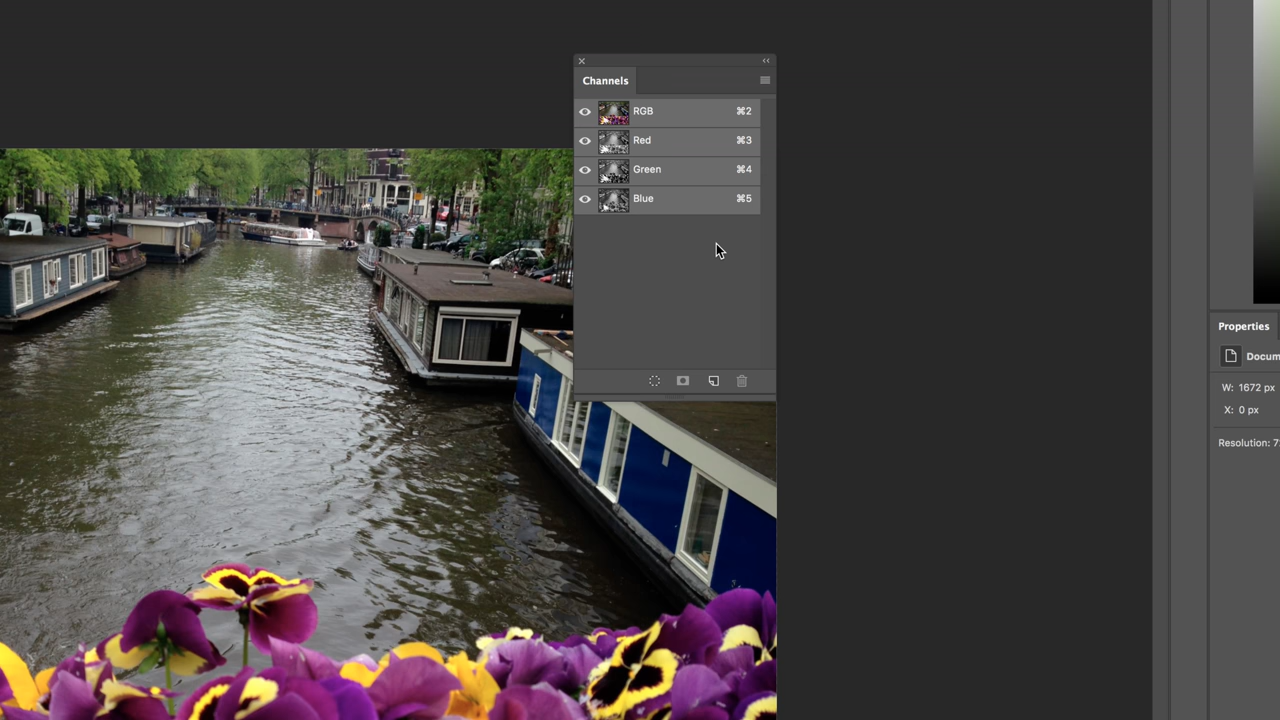 Channels
RGB ⌘2
Red ⌘3
Green ⌘4
Blue ⌘5
Properties
Docum
W: 1672 px
X: 0 px
Resolution: 7